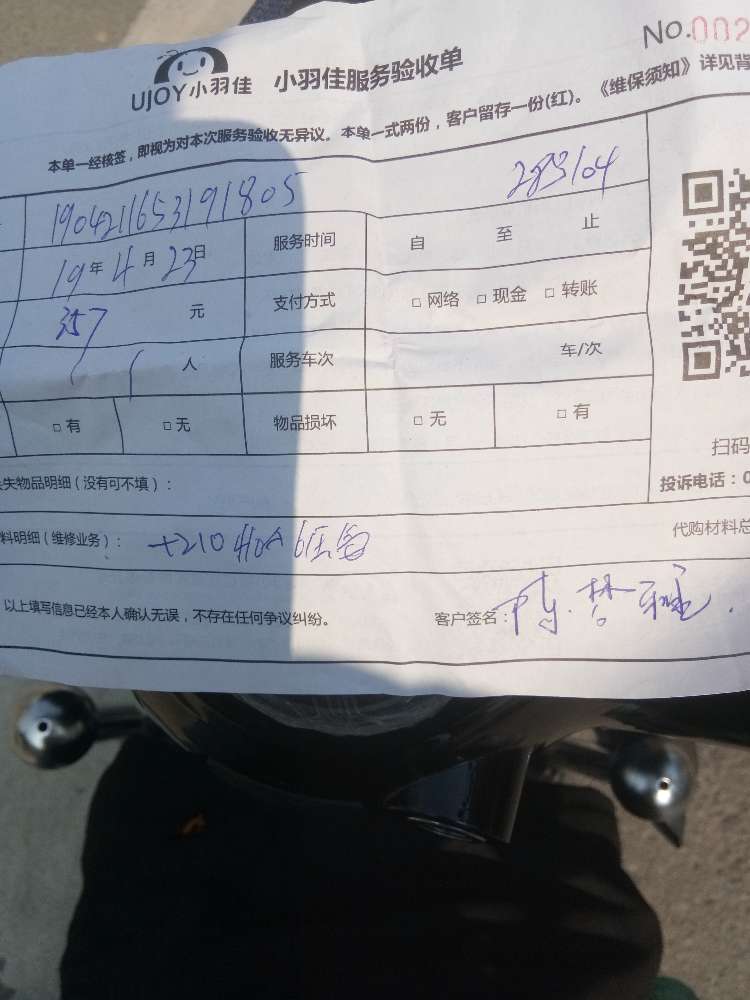 No.002
UJOY小羽佳 小羽佳服务验收单
本单一经核签，即视为对本次服务验收无异议。本单一式两份，客户留存一份(红)。《维保须知》详见背
1904211653191805
19年4月23日 服务时间 自 至 止
357 元 支付方式 □ 网络 □ 现金 □ 转账
1 人 服务车次 车/次
□ 有 □ 无 物品损坏 □ 无 □ 有
扫码
失物品明细（没有可不填）：
投诉电话：0
料明细（维修业务）： 代购材料总
以上填写信息已经本人确认无误，不存在任何争议纠纷。 客户签名：